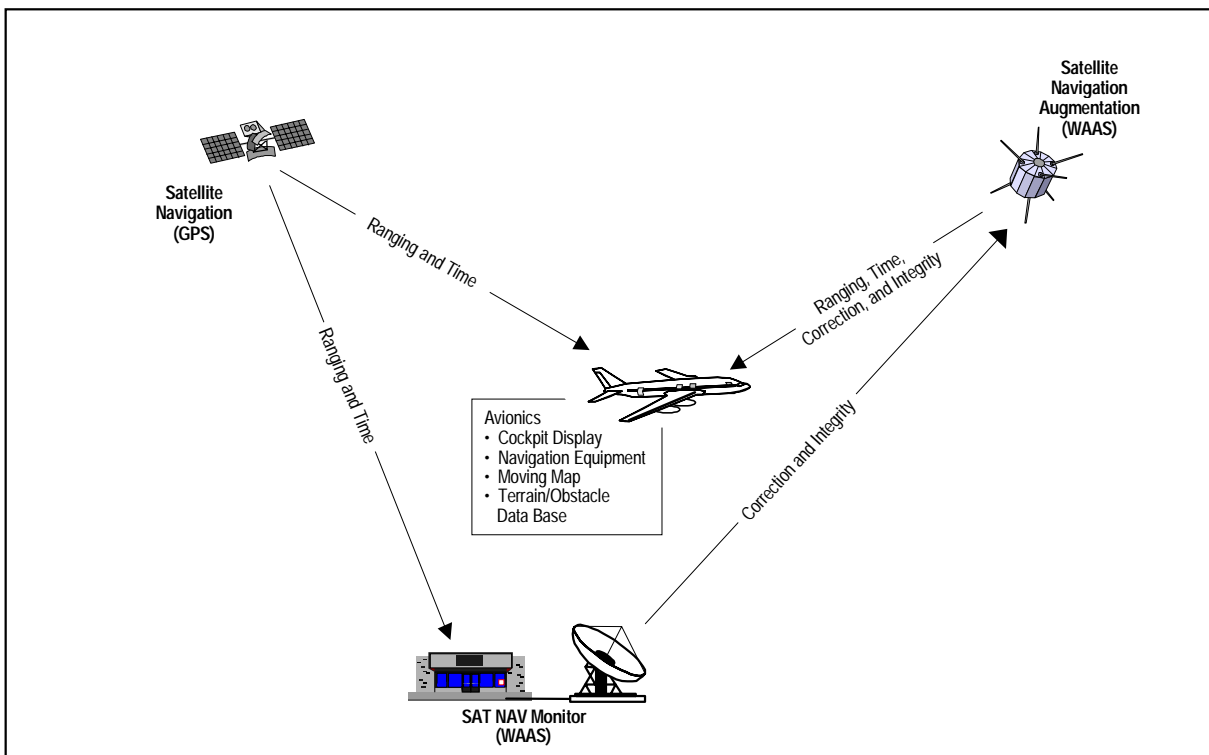 Satellite
Navigation
Augmentation
(WAAS)
Satellite
Navigation
(GPS)
Ranging and Time
Ranging, Time,
Correction, and Integrity
Ranging and Time
Correction and Integrity
Avionics
• Cockpit Display
• Navigation Equipment
• Moving Map
• Terrain/Obstacle
Data Base
SAT NAV Monitor
(WAAS)